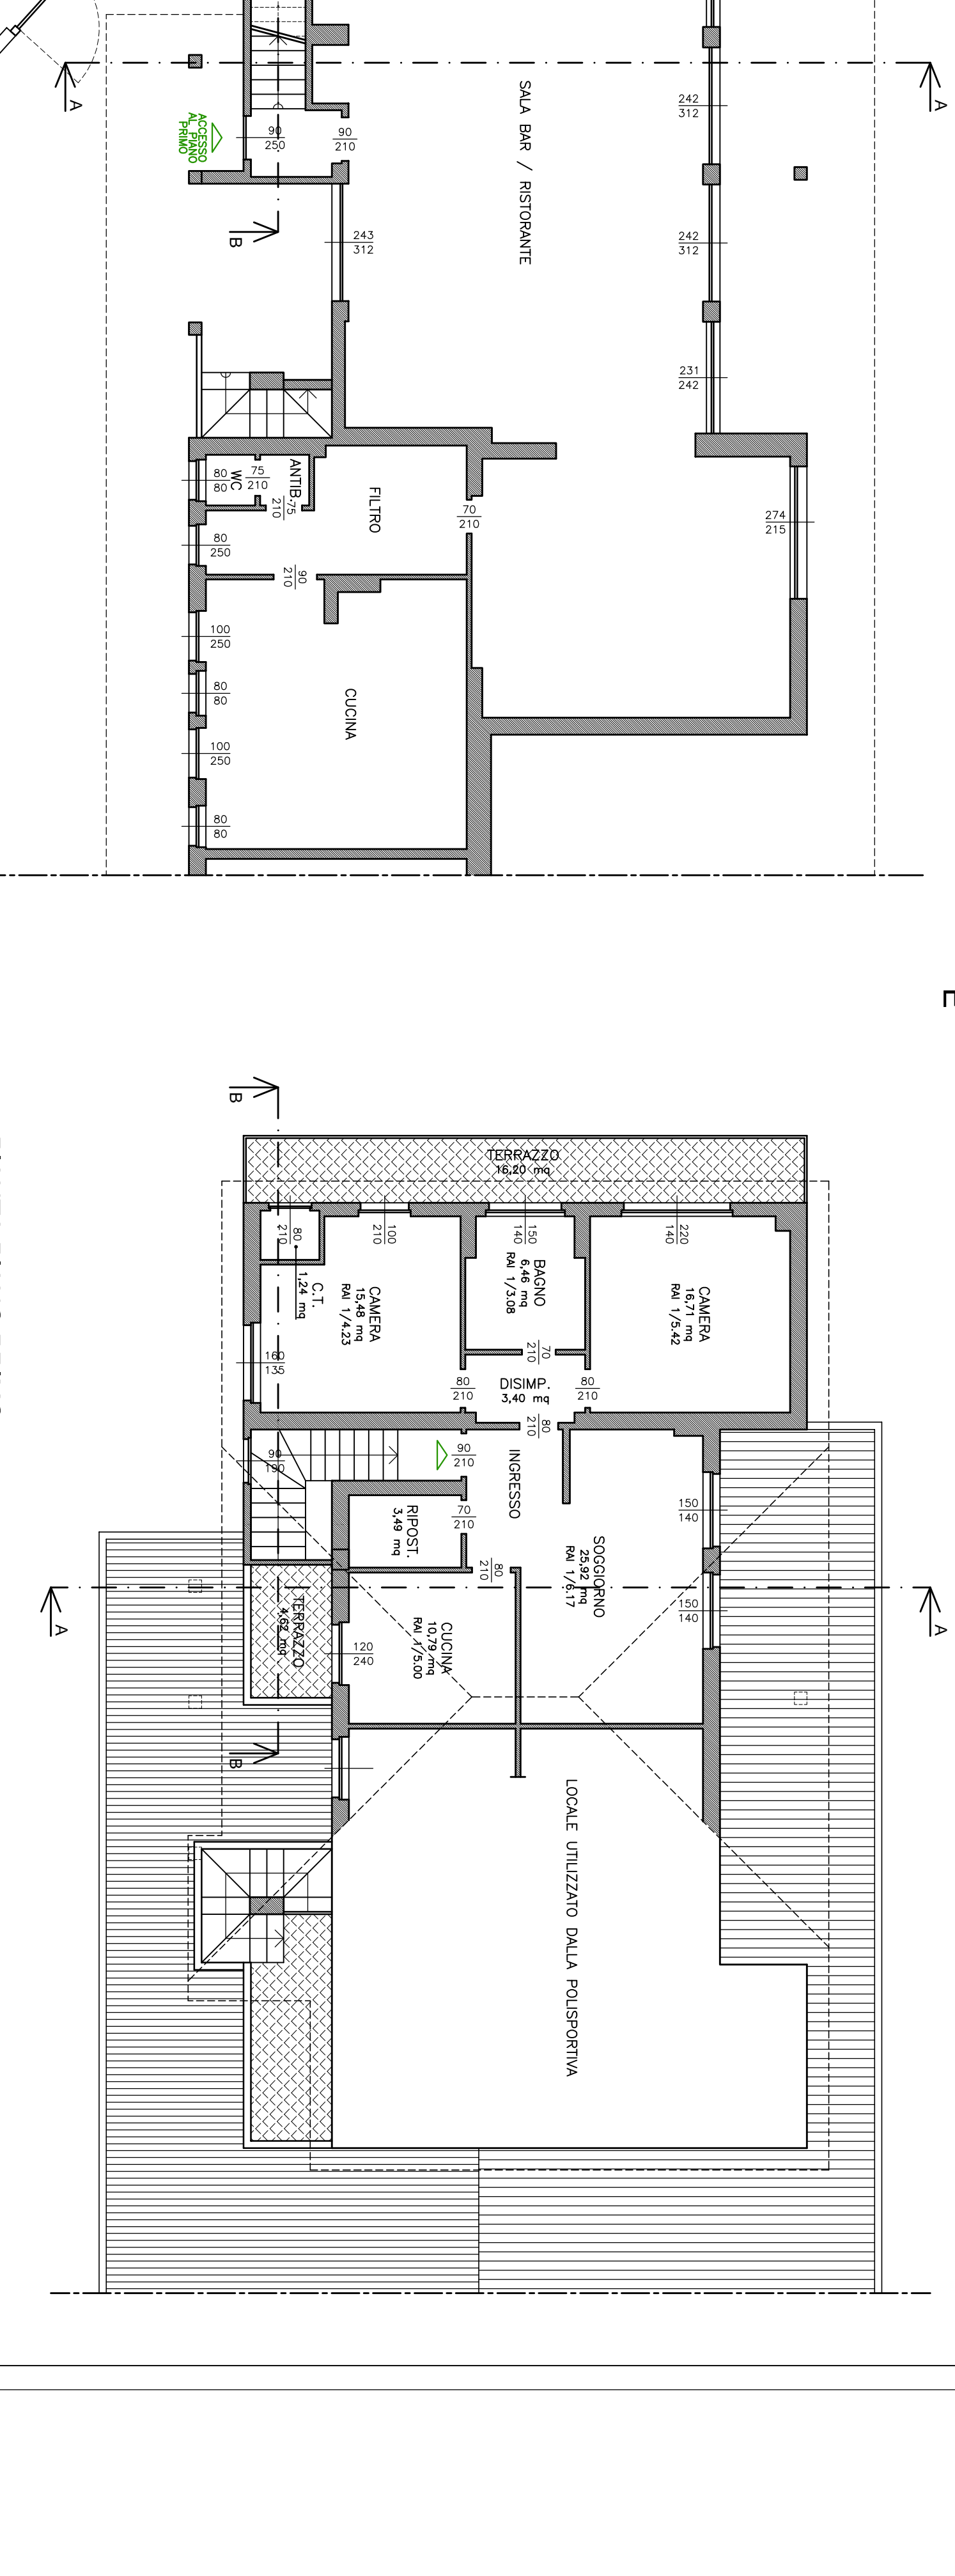 A
A
ACCESSO
AL PIANO
PRIMO
90
250
90
210
SALA BAR / RISTORANTE
242
312
B
243
312
242
312
231
242
WC
80
80
75
210
ANTIB.
75
210
FILTRO
70
210
274
215
80
250
90
210
100
250
80
80
CUCINA
100
250
80
80
B
TERRAZZO
16,20 mq
80
210
100
210
150
140
220
140
C.T.
1,24 mq
CAMERA
15,48 mq
RAI 1/4.23
BAGNO
6,46 mq
RAI 1/3.08
CAMERA
16,71 mq
RAI 1/5.42
160
135
70
210
80
210
DISIMP.
3,40 mq
80
210
80
210
90
190
90
210
INGRESSO
150
140
RIPOST.
3,49 mq
70
210
SOGGIORNO
25,92 mq
RAI 1/6.17
80
210
A
A
TERRAZZO
4,62 mq
CUCINA
10,79 mq
RAI 1/5.00
150
140
120
240
B
LOCALE UTILIZZATO DALLA POLISPORTIVA